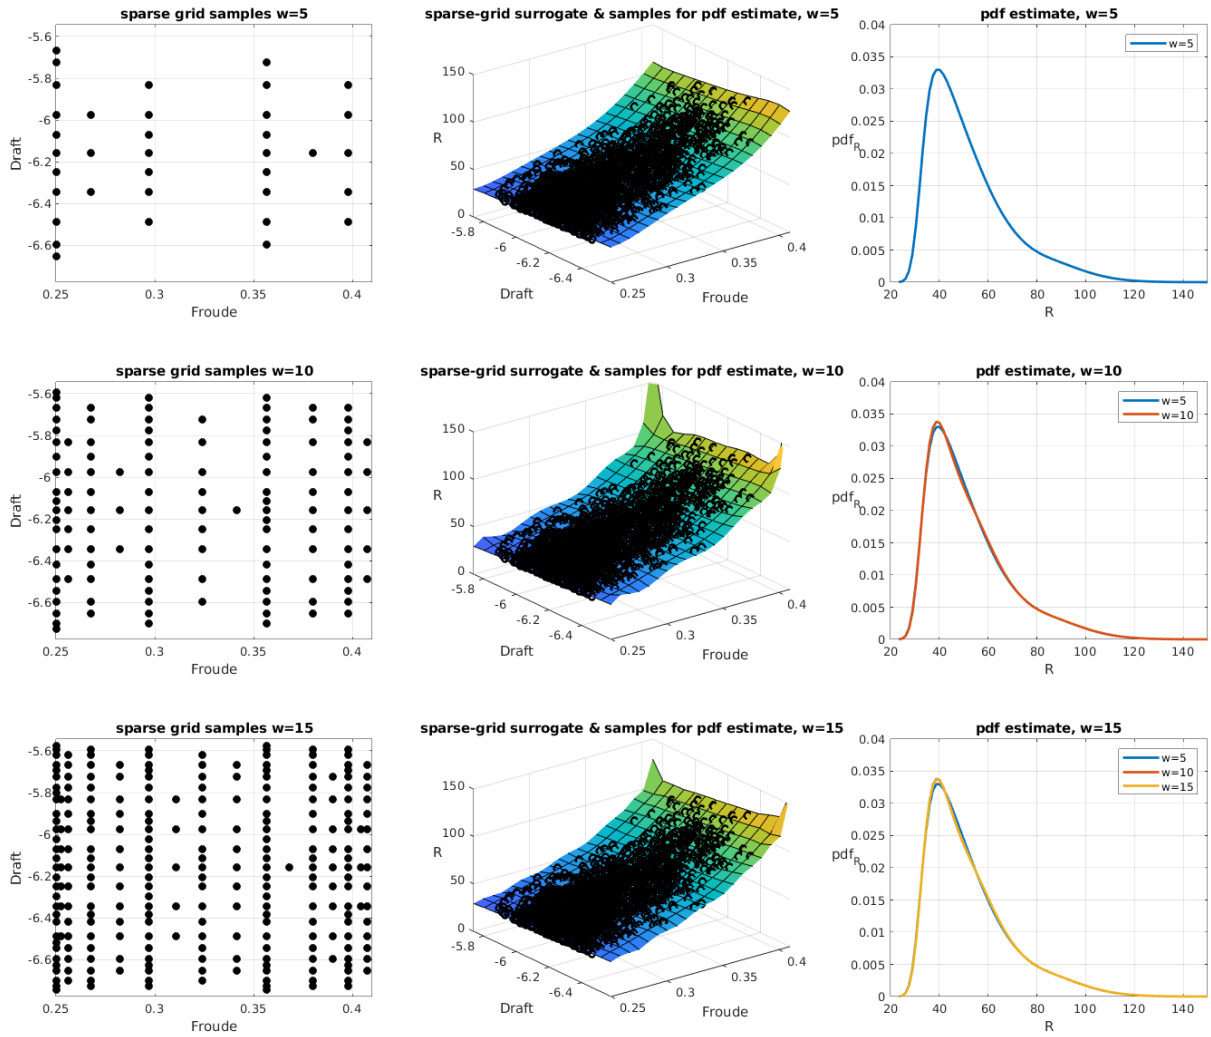 sparse grid samples w=5
-5.6
-5.8
-6
-6.2
-6.4
-6.6
Draft
0.25 0.3 0.35 0.4
Froude
sparse-grid surrogate & samples for pdf estimate, w=5
150
100
50
0
R
-5.8
-6
-6.2
-6.4
Draft
0.25
0.3
0.35
0.4
Froude
pdf estimate, w=5
w=5
0.04
0.035
0.03
0.025
0.02
0.015
0.01
0.005
0
pdfR
20 40 60 80 100 120 140
R
sparse grid samples w=10
-5.6
-5.8
-6
-6.2
-6.4
-6.6
Draft
0.25 0.3 0.35 0.4
Froude
sparse-grid surrogate & samples for pdf estimate, w=10
150
100
50
0
R
-5.8
-6
-6.2
-6.4
Draft
0.25
0.3
0.35
0.4
Froude
pdf estimate, w=10
w=5
w=10
0.04
0.035
0.03
0.025
0.02
0.015
0.01
0.005
0
pdfR
20 40 60 80 100 120 140
R
sparse grid samples w=15
-5.6
-5.8
-6
-6.2
-6.4
-6.6
Draft
0.25 0.3 0.35 0.4
Froude
sparse-grid surrogate & samples for pdf estimate, w=15
150
100
50
0
R
-5.8
-6
-6.2
-6.4
Draft
0.25
0.3
0.35
0.4
Froude
pdf estimate, w=15
w=5
w=10
w=15
0.04
0.035
0.03
0.025
0.02
0.015
0.01
0.005
0
pdfR
20 40 60 80 100 120 140
R